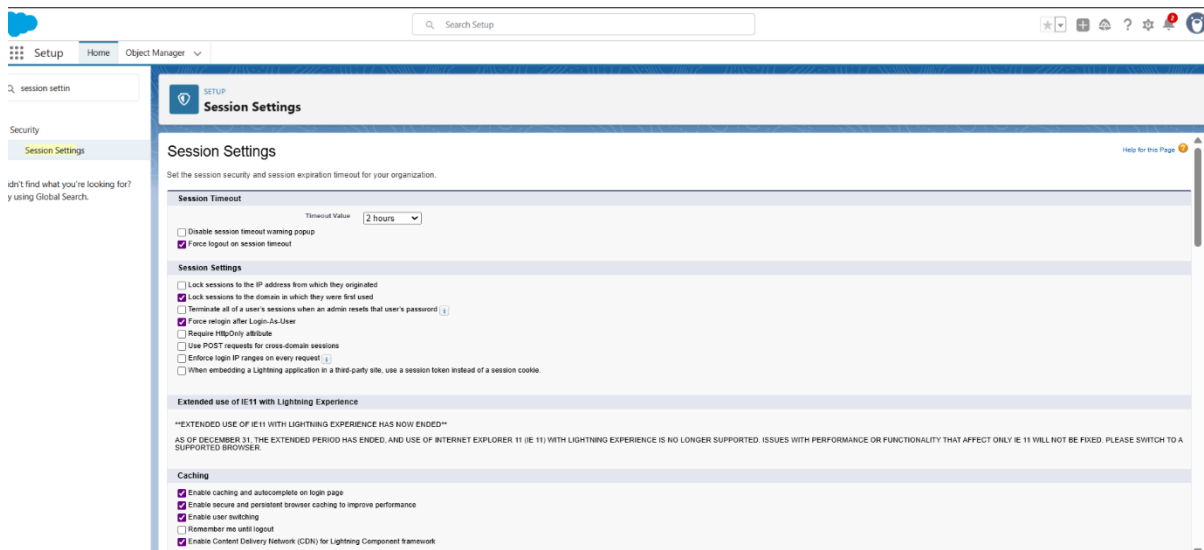 Search Setup
2
Setup Home Object Manager
session settin
SETUP
Session Settings
Security
Session Settings
idn't find what you're looking for?
y using Global Search.
Session Settings
Help for this Page
Set the session security and session expiration timeout for your organization.
Session Timeout
Timeout Value 2 hours
Disable session timeout warning popup
Force logout on session timeout
Session Settings
Lock sessions to the IP address from which they originated
Lock sessions to the domain in which they were first used
Terminate all of a user's sessions when an admin resets that user's password i
Force relogin after Login-As-User
Require HttpOnly attribute
Use POST requests for cross-domain sessions
Enforce login IP ranges on every request i
When embedding a Lightning application in a third-party site, use a session token instead of a session cookie.
Extended use of IE11 with Lightning Experience
**EXTENDED USE OF IE11 WITH LIGHTNING EXPERIENCE HAS NOW ENDED**
AS OF DECEMBER 31, THE EXTENDED PERIOD HAS ENDED, AND USE OF INTERNET EXPLORER 11 (IE 11) WITH LIGHTNING EXPERIENCE IS NO LONGER SUPPORTED. ISSUES WITH PERFORMANCE OR FUNCTIONALITY THAT AFFECT ONLY IE 11 WILL NOT BE FIXED. PLEASE SWITCH TO A
SUPPORTED BROWSER.
Caching
Enable caching and autocomplete on login page
Enable secure and persistent browser caching to improve performance
Enable user switching
Remember me until logout
Enable Content Delivery Network (CDN) for Lightning Component framework